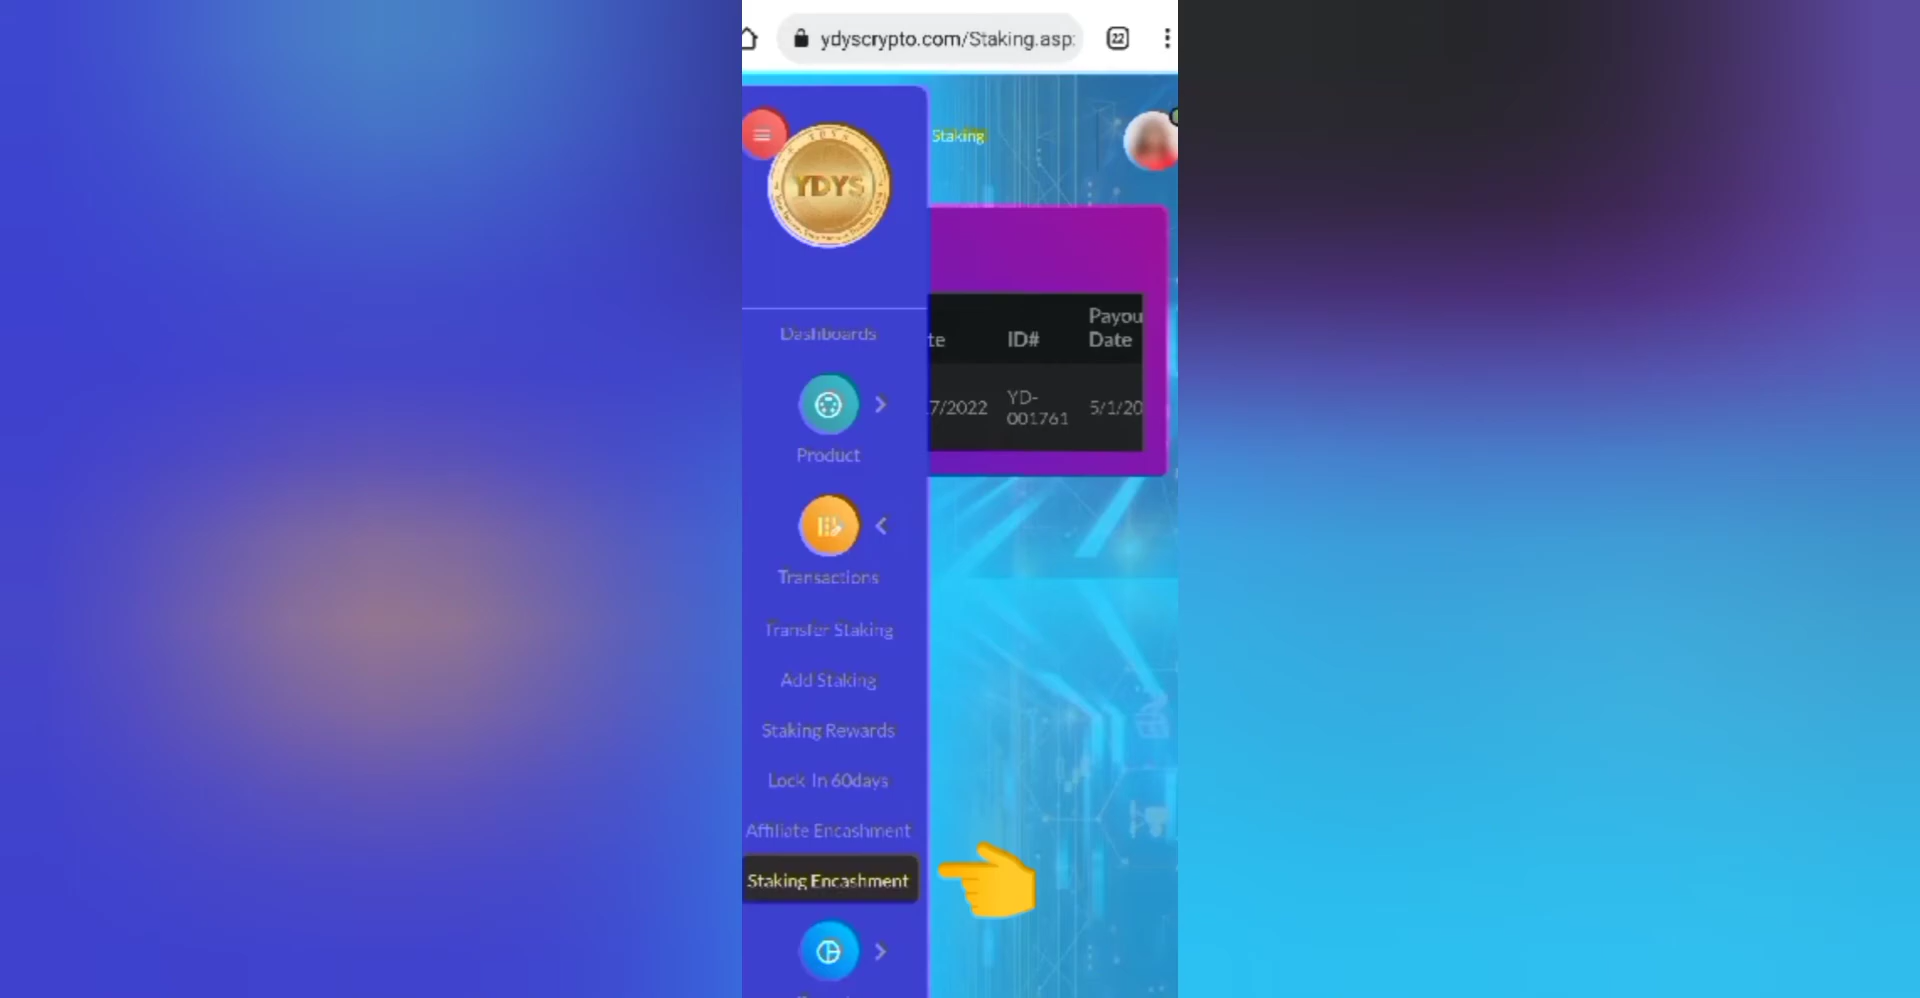 ydyscrypto.com/Staking.asp
22
YDYS
Staking
Dashboards
te
ID#
Payou
Date
7/2022
YD-
001761
5/1/20
Product
Transactions
Transfer Staking
Add Staking
Staking Rewards
Lock In 60days
Affiliate Encashment
Staking Encashment